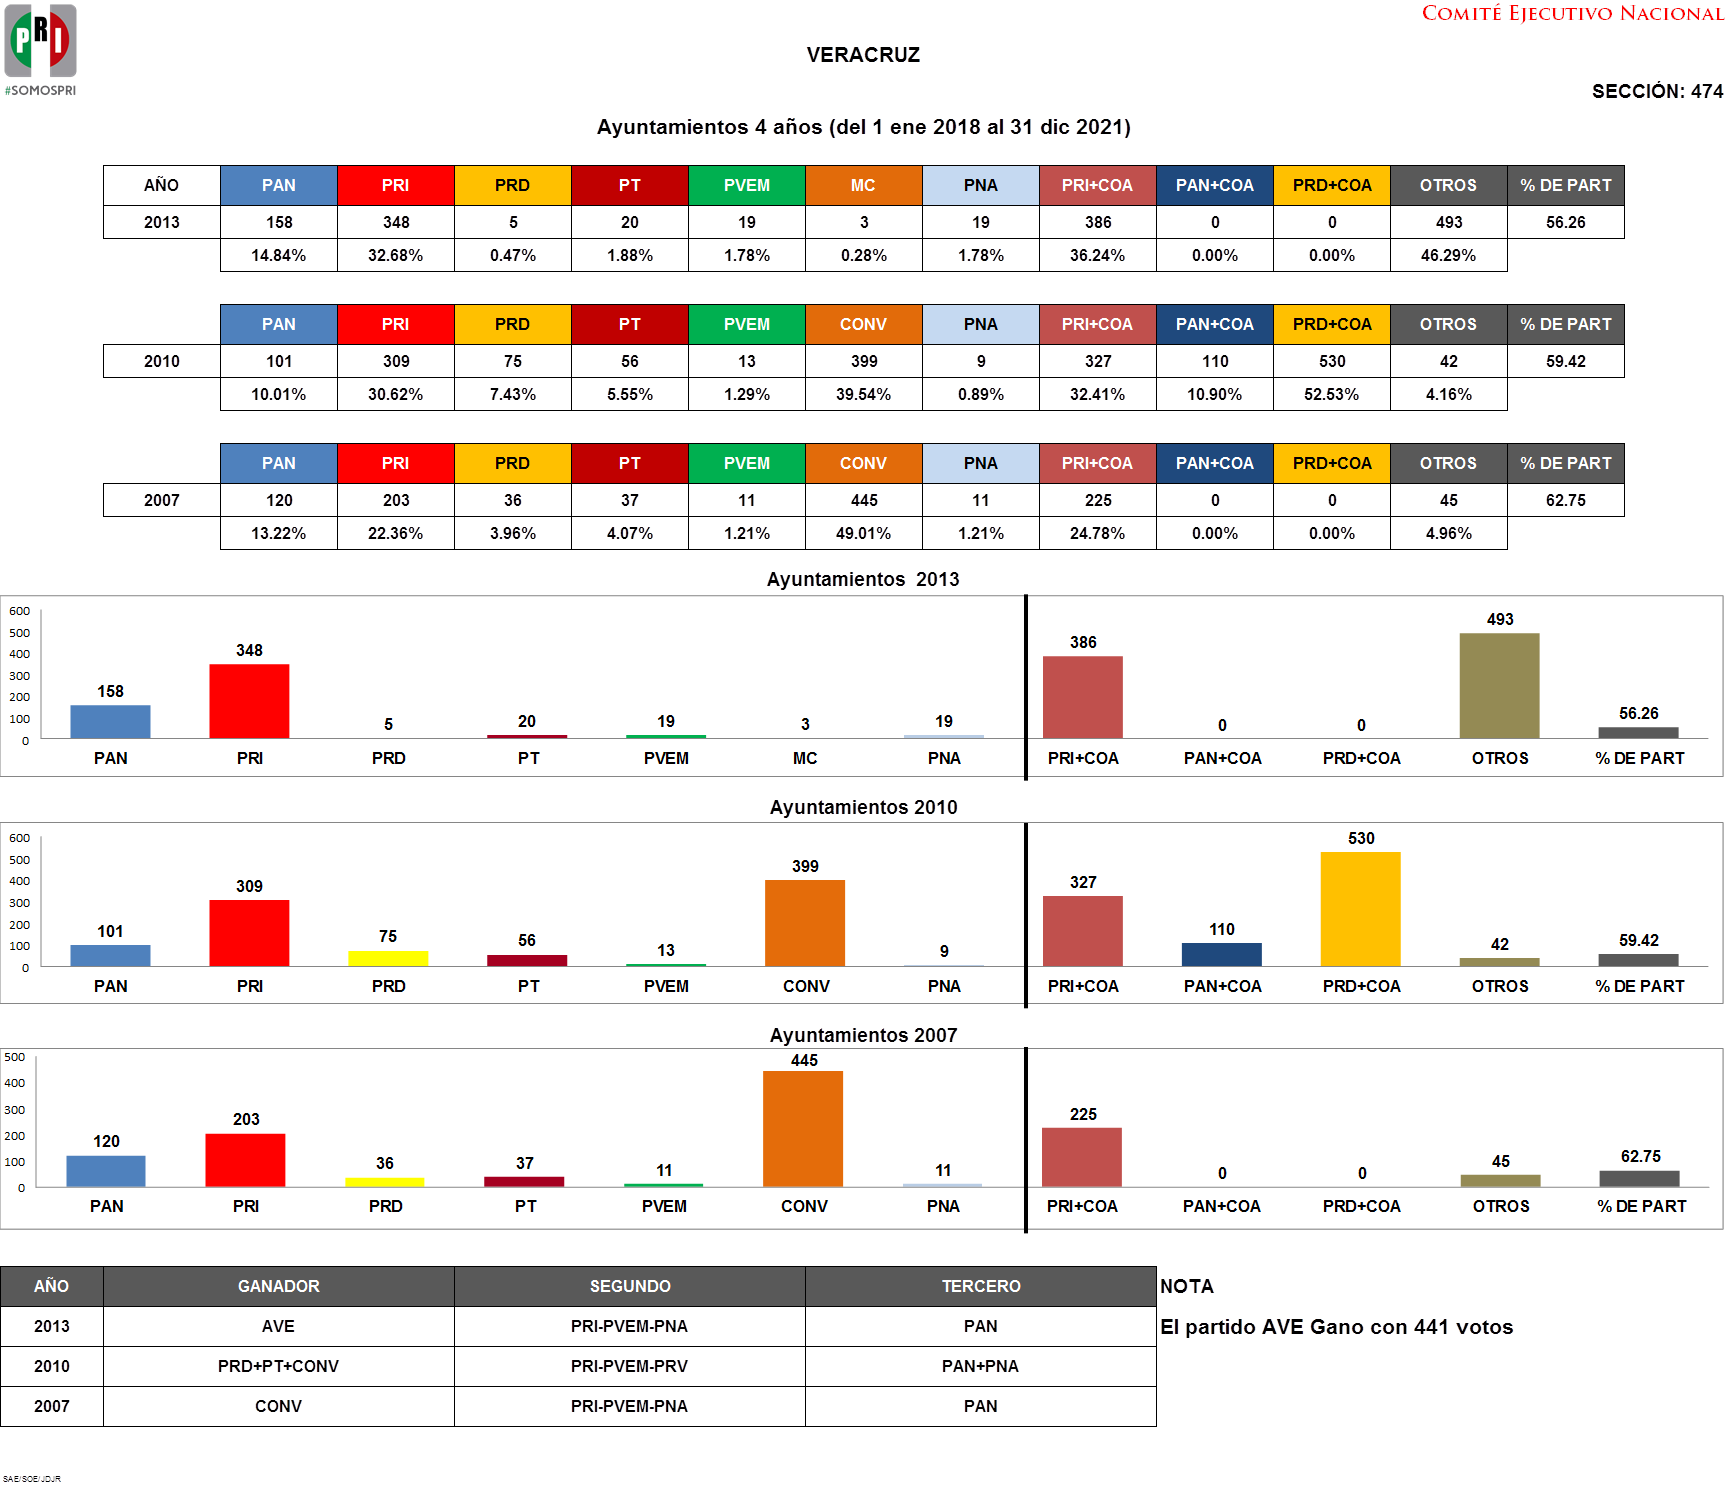 PRI
#SOMOSPRI
COMITÉ EJECUTIVO NACIONAL
VERACRUZ
SECCIÓN: 474
Ayuntamientos 4 años (del 1 ene 2018 al 31 dic 2021)
AÑO PAN PRI PRD PT PVEM MC PNA PRI+COA PAN+COA PRD+COA OTROS % DE PART
2013 158 348 5 20 19 3 19 386 0 0 493 56.26
14.84% 32.68% 0.47% 1.88% 1.78% 0.28% 1.78% 36.24% 0.00% 0.00% 46.29%
PAN PRI PRD PT PVEM CONV PNA PRI+COA PAN+COA PRD+COA OTROS % DE PART
2010 101 309 75 56 13 399 9 327 110 530 42 59.42
10.01% 30.62% 7.43% 5.55% 1.29% 39.54% 0.89% 32.41% 10.90% 52.53% 4.16%
PAN PRI PRD PT PVEM CONV PNA PRI+COA PAN+COA PRD+COA OTROS % DE PART
2007 120 203 36 37 11 445 11 225 0 0 45 62.75
13.22% 22.36% 3.96% 4.07% 1.21% 49.01% 1.21% 24.78% 0.00% 0.00% 4.96%
Ayuntamientos 2013
600
500
400
300
200
100
0
158 348 5 20 19 3 19 386 0 0 493 56.26
PAN PRI PRD PT PVEM MC PNA PRI+COA PAN+COA PRD+COA OTROS % DE PART
Ayuntamientos 2010
600
500
400
300
200
100
0
101 309 75 56 13 399 9 327 110 530 42 59.42
PAN PRI PRD PT PVEM CONV PNA PRI+COA PAN+COA PRD+COA OTROS % DE PART
Ayuntamientos 2007
500
400
300
200
100
0
120 203 36 37 11 445 11 225 0 0 45 62.75
PAN PRI PRD PT PVEM CONV PNA PRI+COA PAN+COA PRD+COA OTROS % DE PART
AÑO GANADOR SEGUNDO TERCERO NOTA
2013 AVE PRI-PVEM-PNA PAN El partido AVE Gano con 441 votos
2010 PRD+PT+CONV PRI-PVEM-PRV PAN+PNA
2007 CONV PRI-PVEM-PNA PAN
SAE/SOE/JDJR